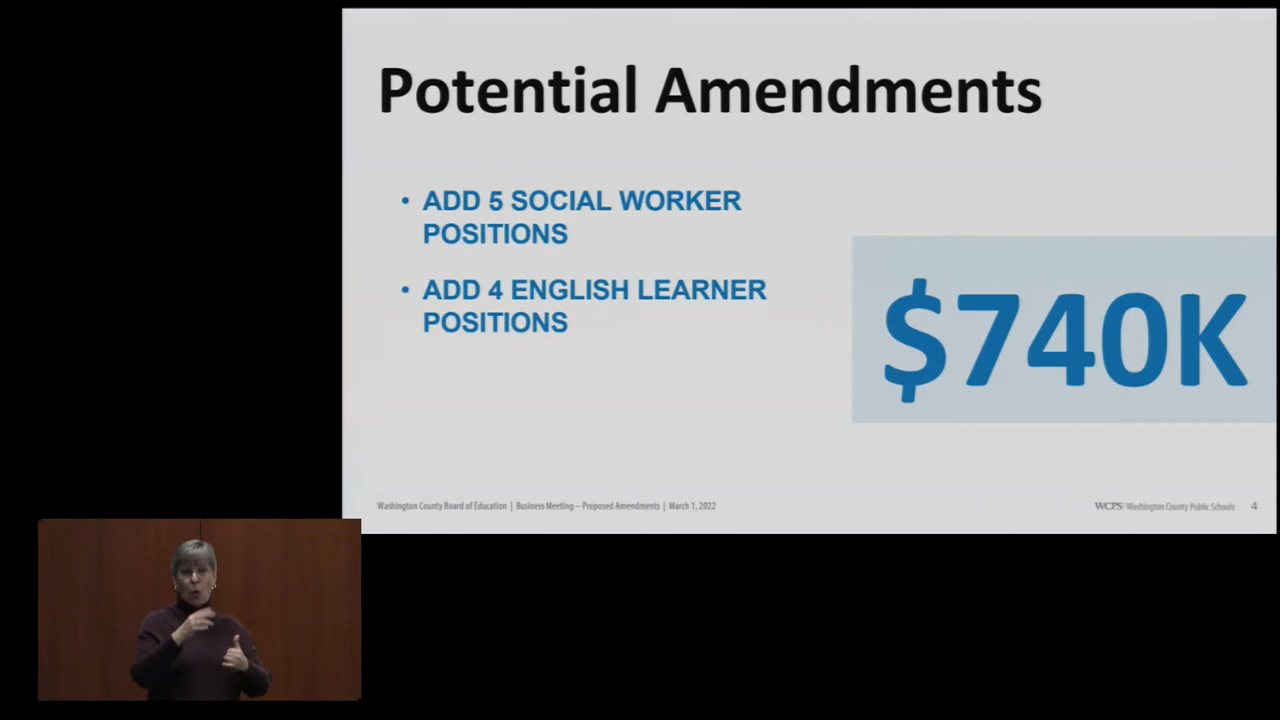 Potential Amendments
• ADD 5 SOCIAL WORKER
POSITIONS
• ADD 4 ENGLISH LEARNER
POSITIONS
$740K
Washington County Board of Education | Business Meeting – Proposed Amendments | March 1, 2022
WCPS | Washington County Public Schools 4